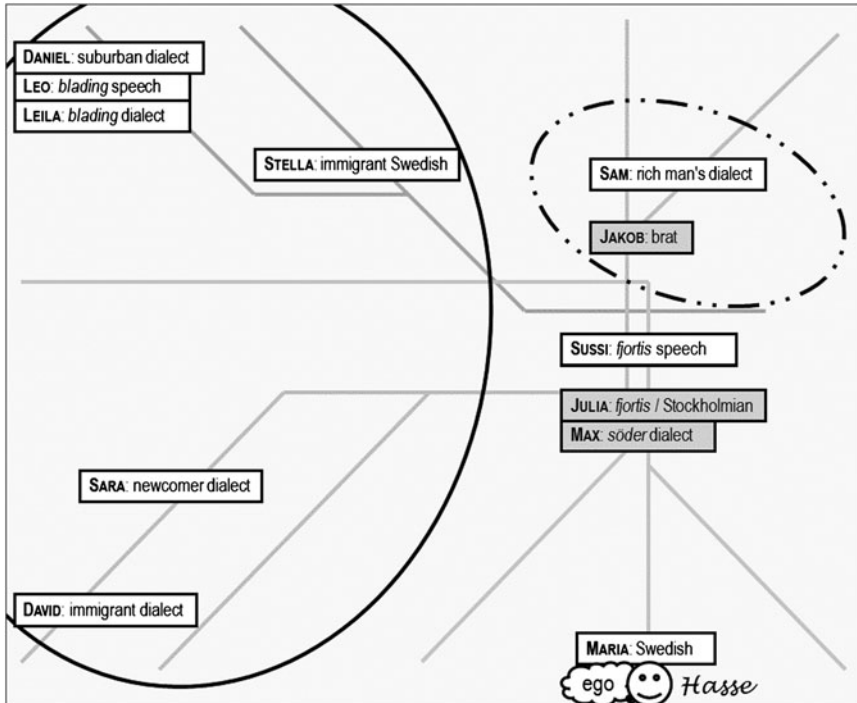 DANIEL: suburban dialect
LEO: blading speech
LEILA: blading dialect
STELLA: immigrant Swedish
SAM: rich man's dialect
JAKOB: brat
SUSSI: fjortis speech
JULIA: fjortis / Stockholmian
MAX: söder dialect
SARA: newcomer dialect
DAVID: immigrant dialect
MARIA: Swedish
ego Hasse